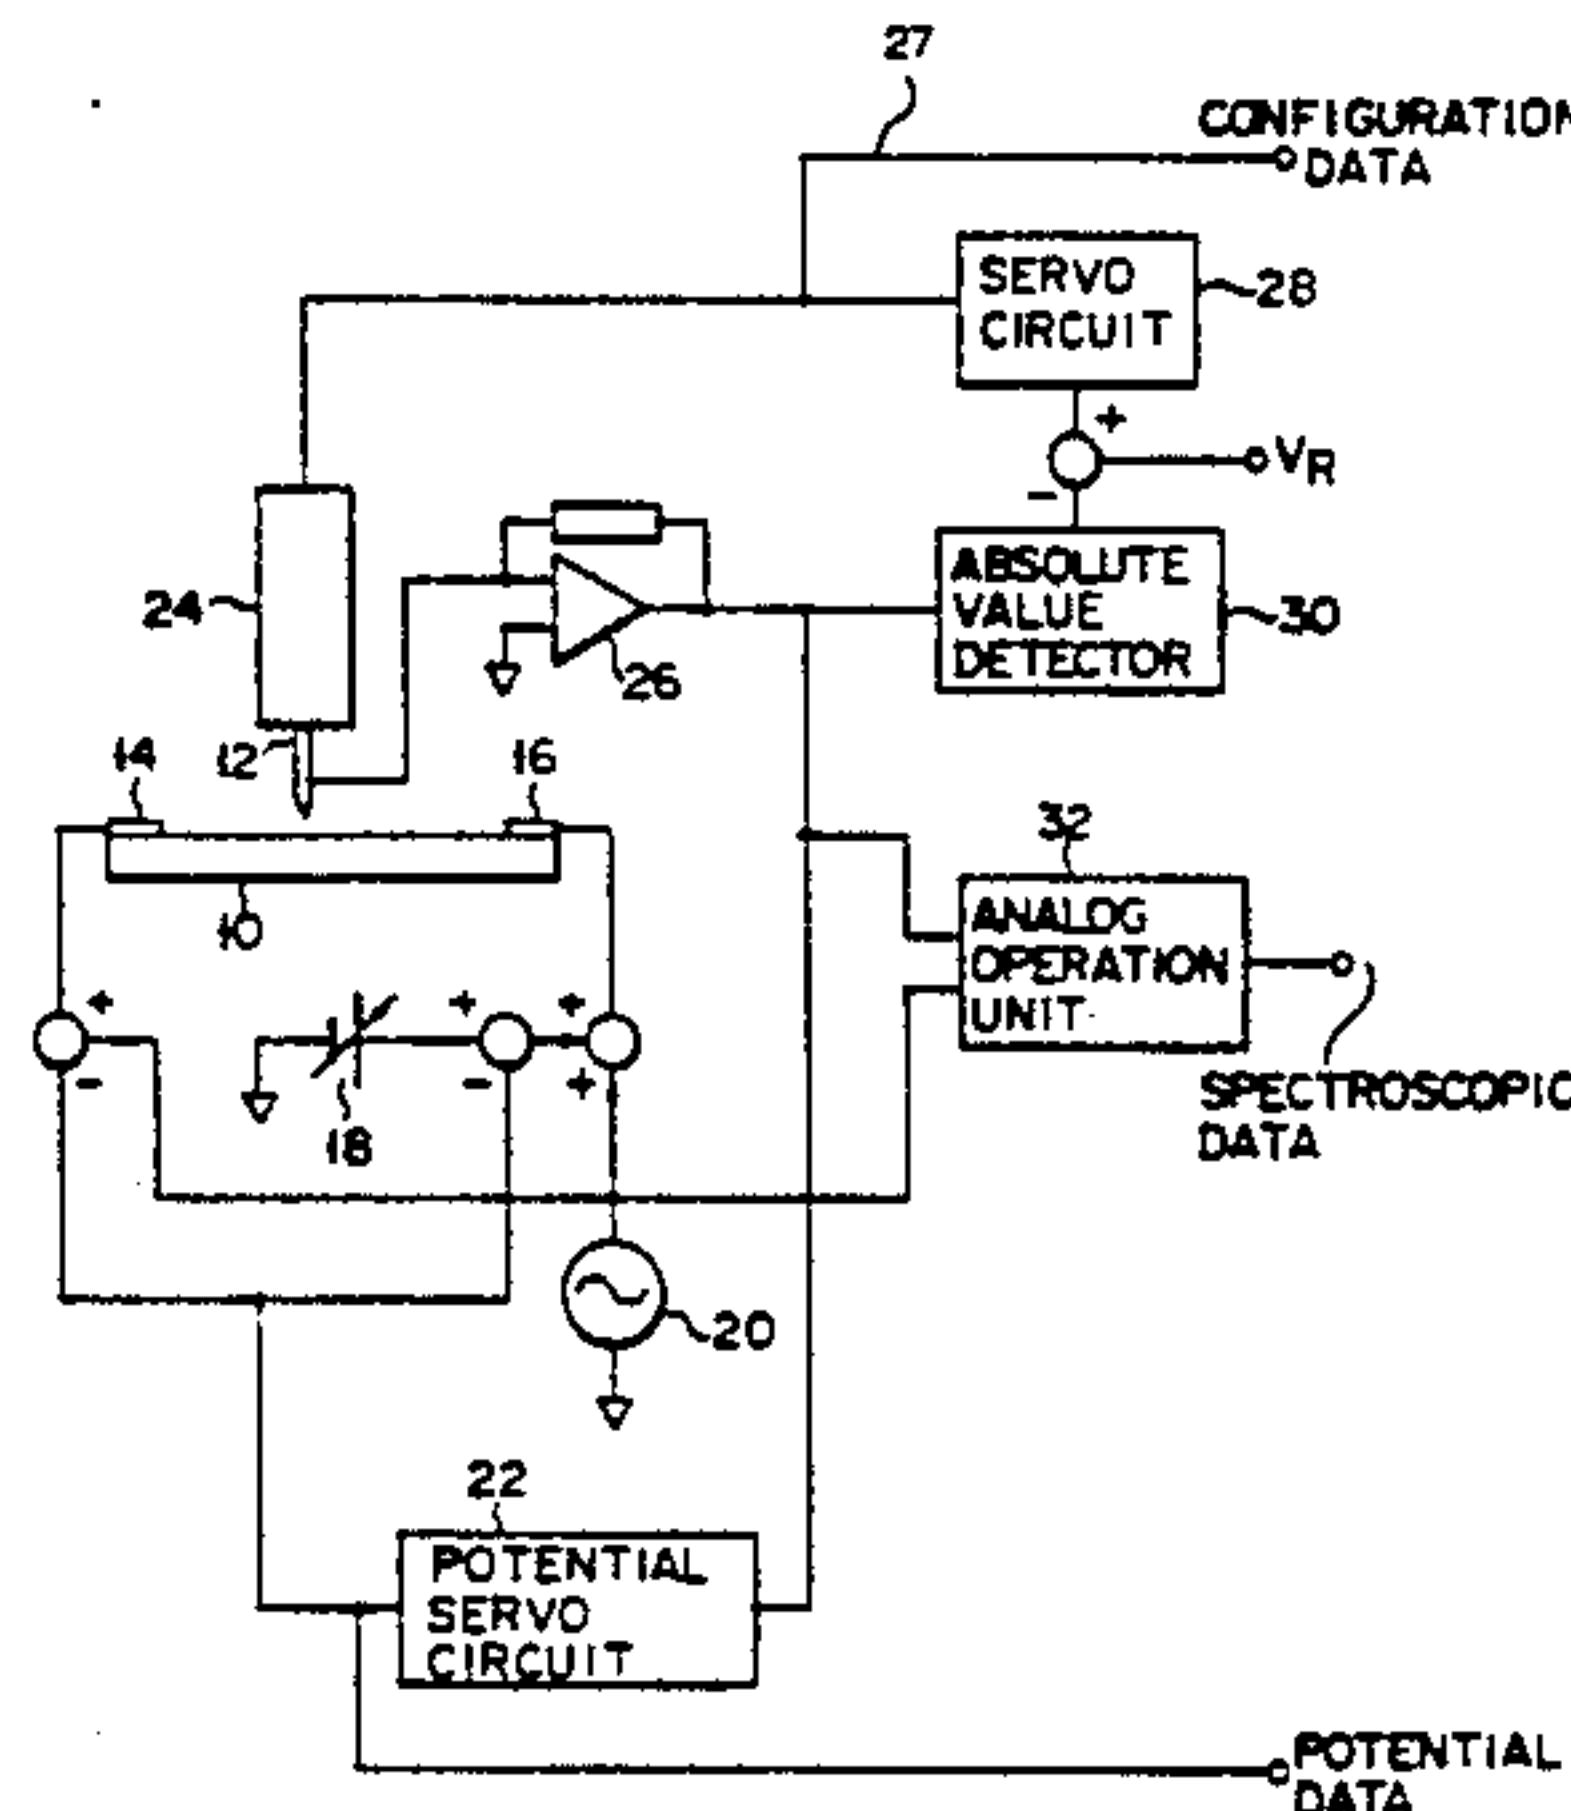 27
CONFIGURATION
DATA
SERVO
CIRCUIT
28
+
VR
-
24
26
ABSOLUTE
VALUE
DETECTOR
30
12
14
16
10
32
ANALOG
OPERATION
UNIT
+
-
18
+
-
+
+
SPECTROSCOPIC
DATA
20
22
POTENTIAL
SERVO
CIRCUIT
POTENTIAL
DATA